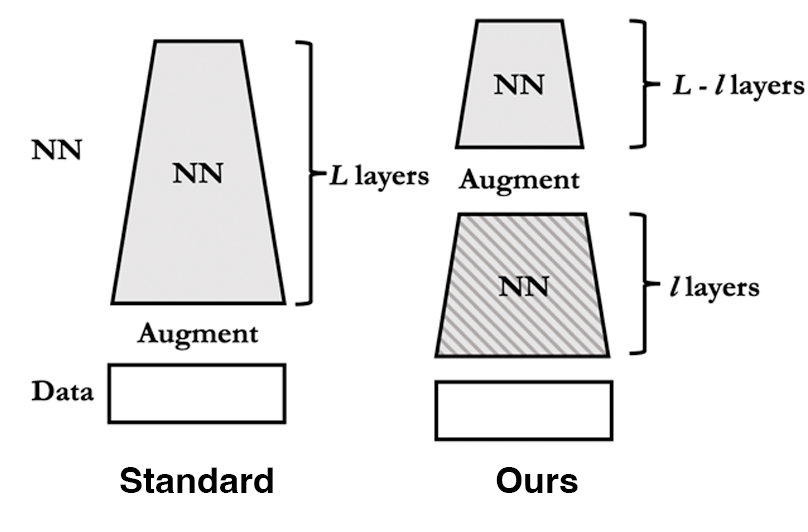 NN
NN
L layers
Augment
Data
Standard
NN
L - l layers
Augment
NN
l layers
Ours